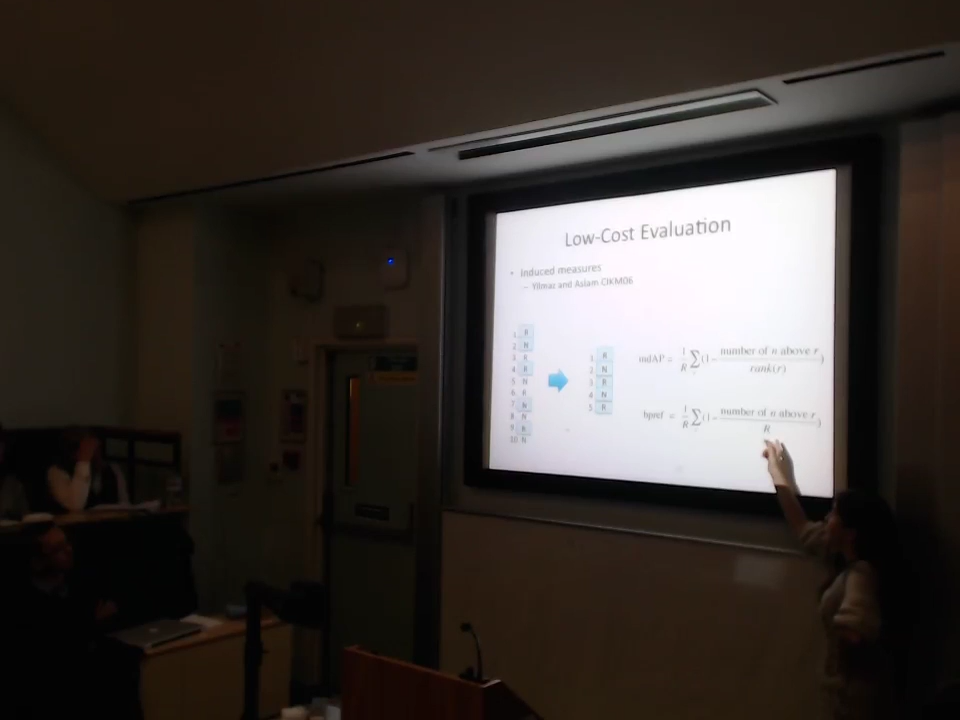 Low-Cost Evaluation
• Induced measures
– Yilmaz and Aslam CIKM06
1 R
2 N
3 R
4 R
5 N
6 R
7 N
8 N
9 R
10 N
1 R
2 N
3 R
4 N
5 R
indAP = 1/R ∑ (1 - number of n above r / rank(r))
bpref = 1/R ∑ (1 - number of n above r / R)